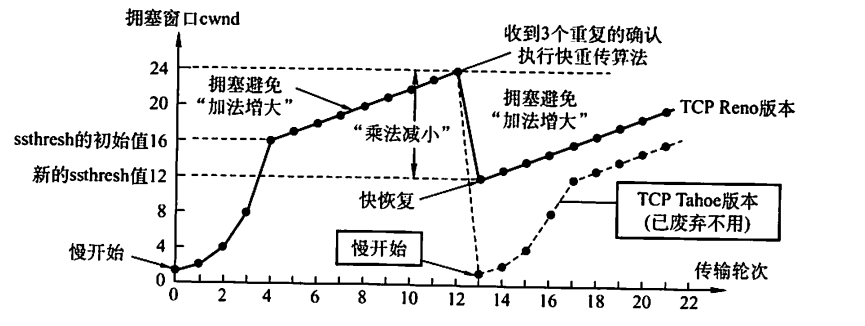 拥塞窗口cwnd
收到3个重复的确认
执行快重传算法
24
拥塞避免
“加法增大”
拥塞避免
“加法增大”
20
TCP Reno版本
ssthresh的初始值16
“乘法减小”
新的ssthresh值12
快恢复
TCP Tahoe版本
(已废弃不用)
8
慢开始
4
慢开始
0
传输轮次
0 2 4 6 8 10 12 14 16 18 20 22